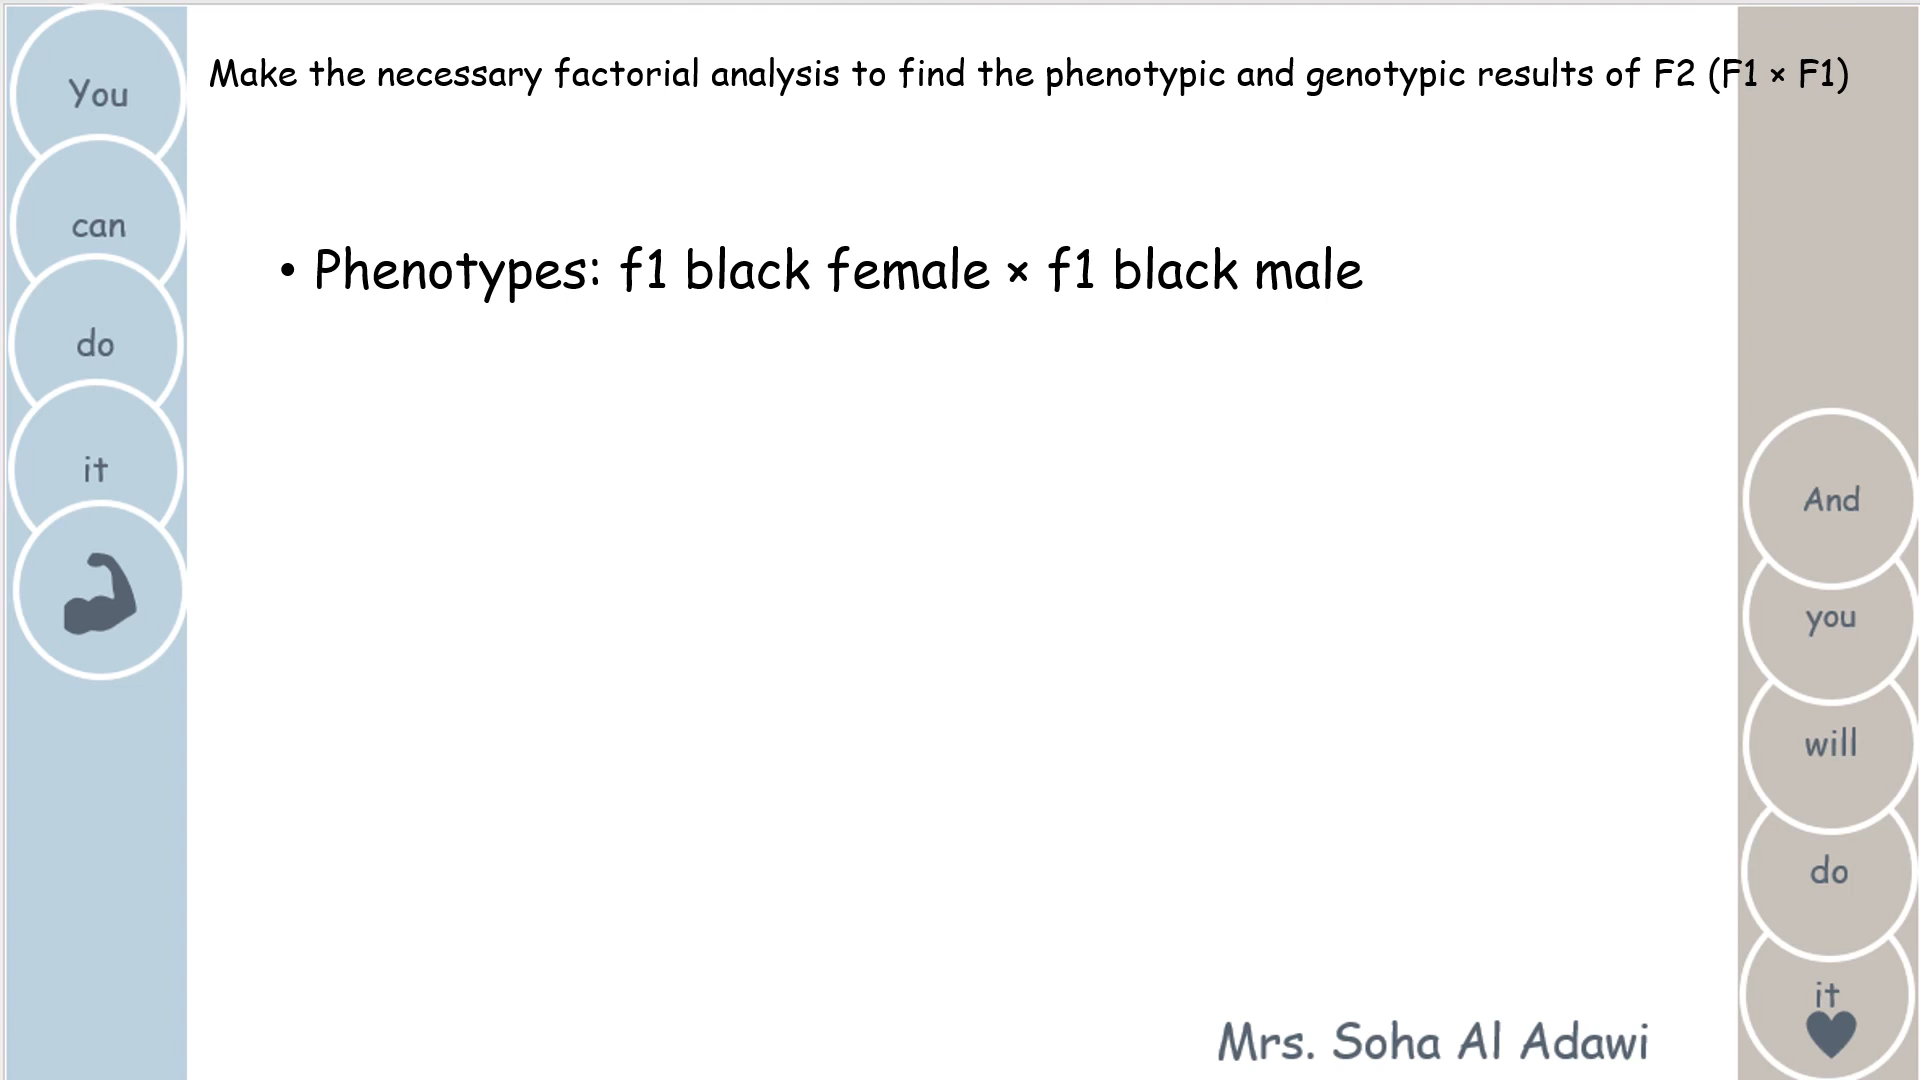 Make the necessary factorial analysis to find the phenotypic and genotypic results of F2 (F1 × F1)
• Phenotypes: f1 black female × f1 black male
You
can
do
it
And
you
will
do
it
Mrs. Soha Al Adawi